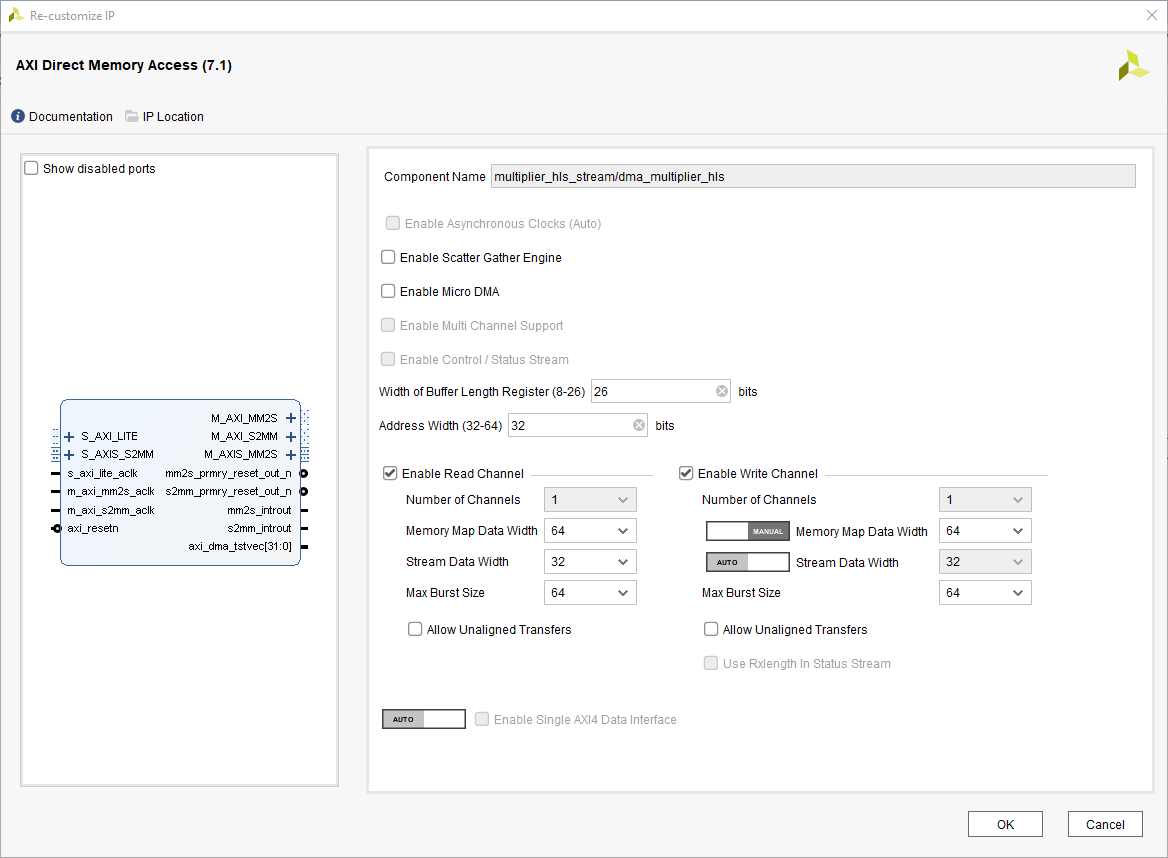 Re-customize IP
AXI Direct Memory Access (7.1)
Documentation IP Location
Show disabled ports
M_AXI_MM2S
S_AXI_LITE M_AXI_S2MM
S_AXIS_S2MM M_AXIS_MM2S
s_axi_lite_aclk mm2s_prmry_reset_out_n
m_axi_mm2s_aclk s2mm_prmry_reset_out_n
m_axi_s2mm_aclk mm2s_introut
axi_resetn s2mm_introut
axi_dma_tstvec[31:0]
Component Name multiplier_hls_stream/dma_multiplier_hls
Enable Asynchronous Clocks (Auto)
Enable Scatter Gather Engine
Enable Micro DMA
Enable Multi Channel Support
Enable Control / Status Stream
Width of Buffer Length Register (8-26) 26 bits
Address Width (32-64) 32 bits
Enable Read Channel
Number of Channels 1
Memory Map Data Width 64
Stream Data Width 32
Max Burst Size 64
Allow Unaligned Transfers
Enable Write Channel
Number of Channels 1
MANUAL Memory Map Data Width 64
AUTO Stream Data Width 32
Max Burst Size 64
Allow Unaligned Transfers
Use Rxlength In Status Stream
AUTO Enable Single AXI4 Data Interface
OK Cancel